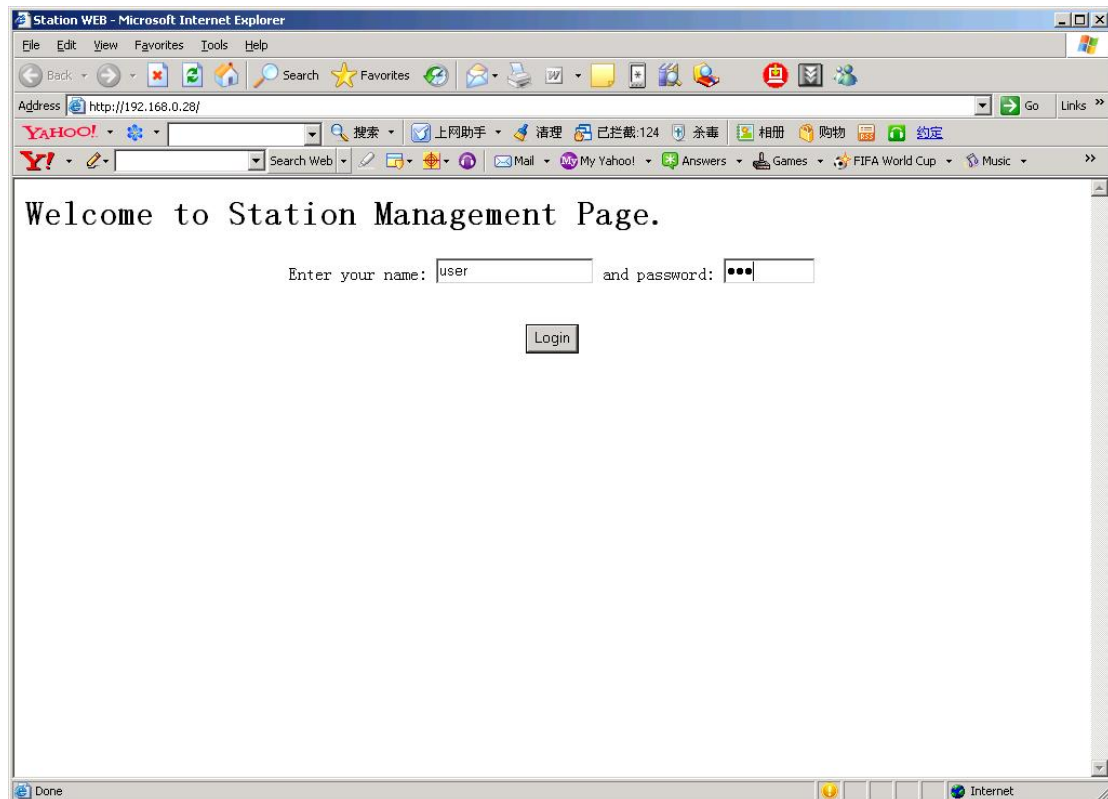 Station WEB - Microsoft Internet Explorer
File Edit View Favorites Tools Help
Back Search Favorites
Address http://192.168.0.28/ Go Links »
YAHOO! 搜索 上网助手 清理 已拦截:124 杀毒 相册 购物 约定
Y! Search Web Mail My Yahoo! Answers Games FIFA World Cup Music »
Welcome to Station Management Page.
Enter your name: user and password: •••
Login
Done Internet